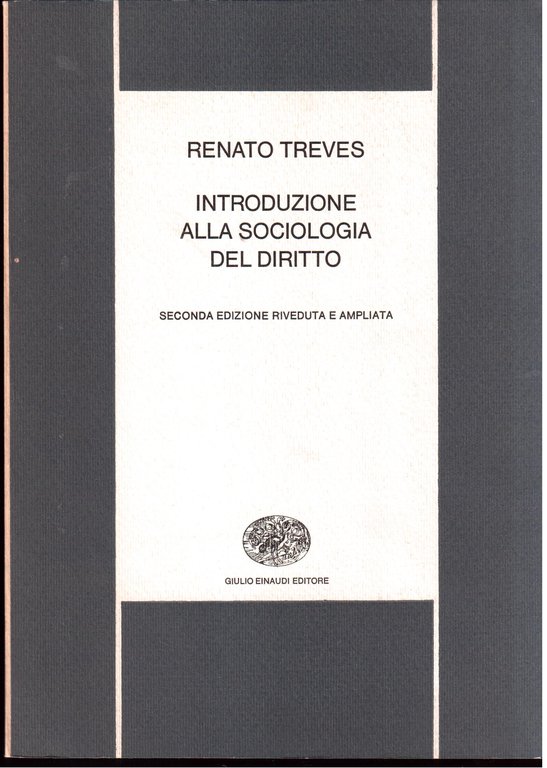 RENATO TREVES
INTRODUZIONE
ALLA SOCIOLOGIA
DEL DIRITTO
SECONDA EDIZIONE RIVEDUTA E AMPLIATA
GIULIO EINAUDI EDITORE